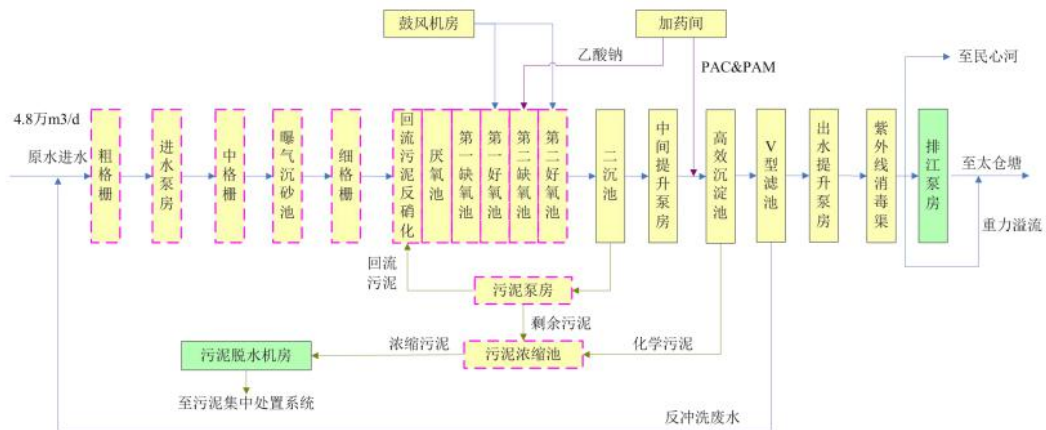 鼓风机房
加药间
乙酸钠
PAC&PAM
至民心河
4.8万m3/d
原水进水
粗格栅
进水泵房
中格栅
曝气沉砂池
细格栅
回流污泥反硝化
厌氧池
第一缺氧池
第一好氧池
第二缺氧池
第二好氧池
二沉池
中间提升泵房
高效沉淀池
V型滤池
出水提升泵房
紫外线消毒渠
排江泵房
至太仓塘
重力溢流
回流
污泥
污泥泵房
剩余污泥
污泥脱水机房
浓缩污泥
污泥浓缩池
化学污泥
至污泥集中处置系统
反冲洗废水